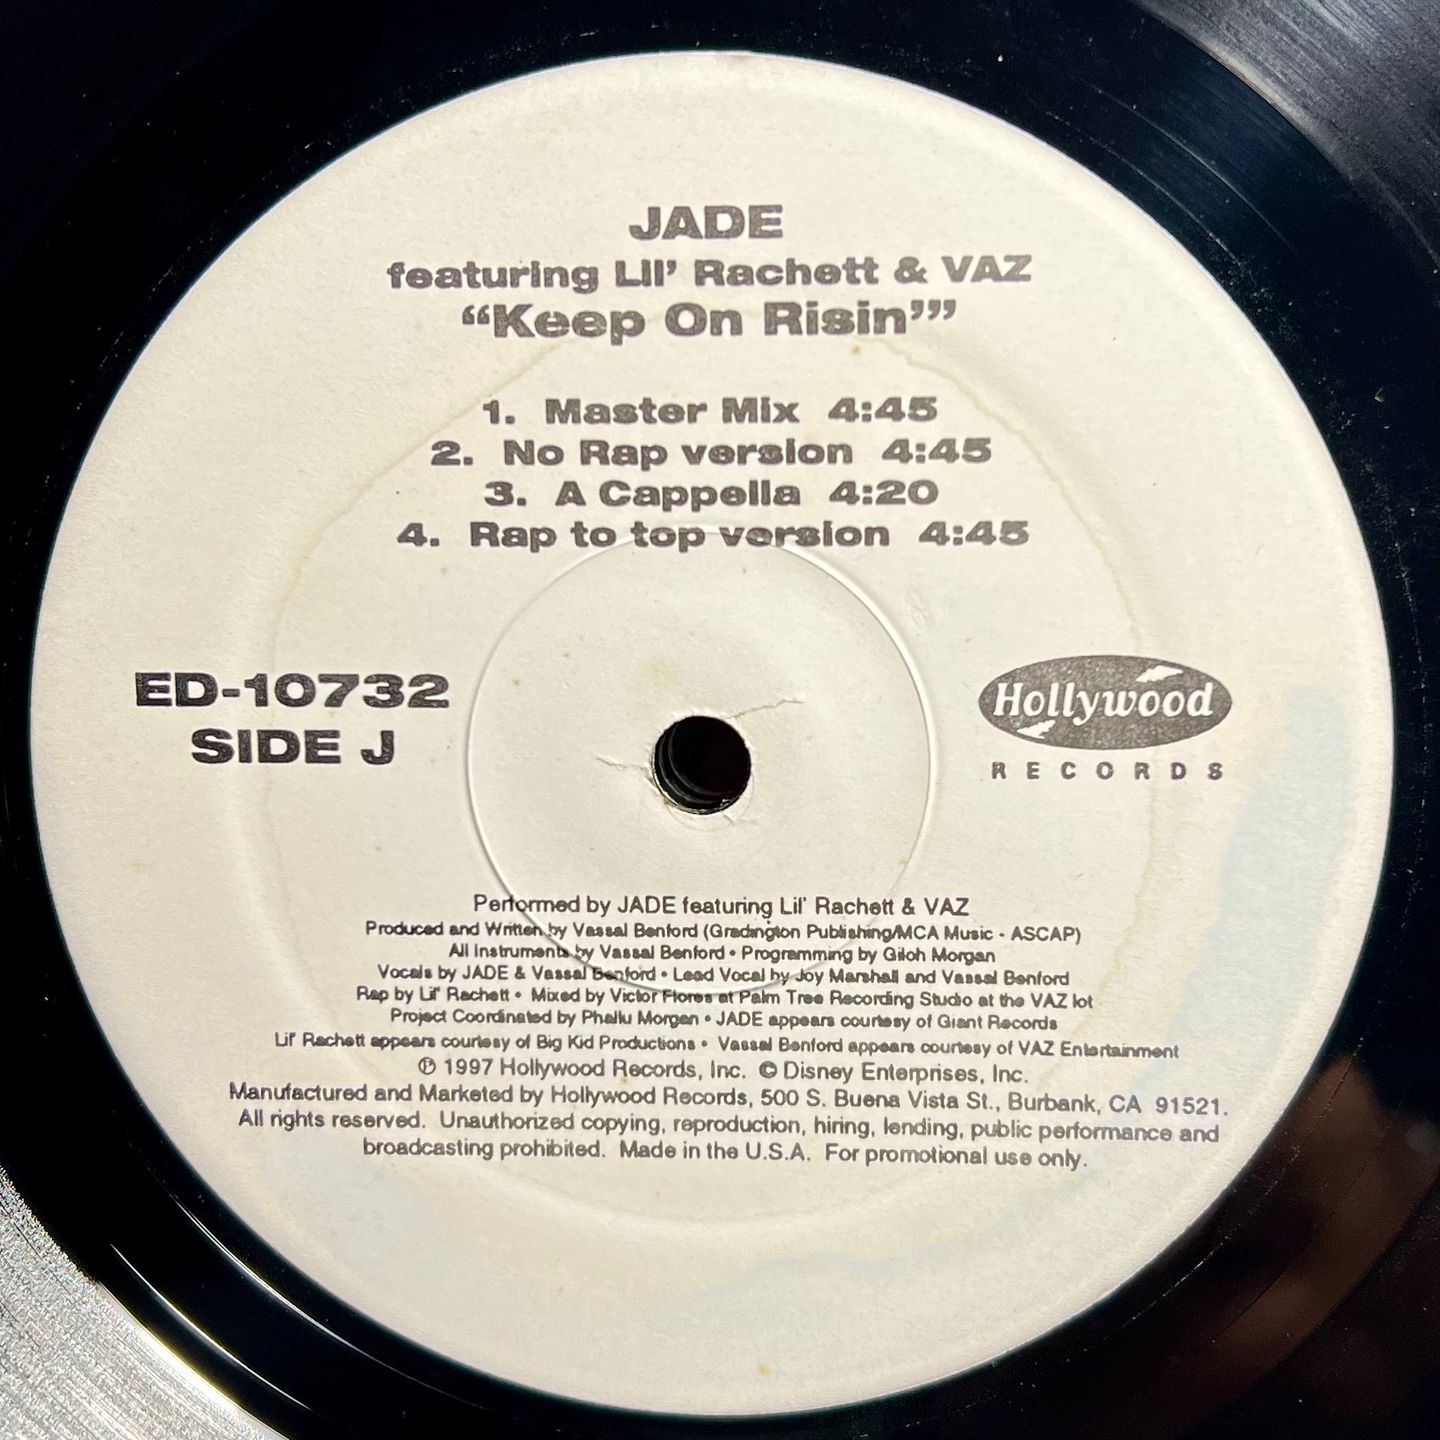 JADE
featuring Lil' Rachett & VAZ
“Keep On Risin’”
1. Master Mix 4:45
2. No Rap version 4:45
3. A Cappella 4:20
4. Rap to top version 4:45
ED-10732
SIDE J
Hollywood
RECORDS
Performed by JADE featuring Lil' Rachett & VAZ
Produced and Written by Vassal Benford (Gradington Publishing/MCA Music - ASCAP)
All Instruments by Vassal Benford • Programming by Giloh Morgan
Vocals by JADE & Vassal Benford • Lead Vocal by Joy Marshall and Vassal Benford
Rap by Lil' Rachett • Mixed by Victor Flores at Palm Tree Recording Studio at the VAZ lot
Project Coordinated by Phallu Morgan • JADE appears courtesy of Giant Records
Lil' Rachett appears courtesy of Big Kid Productions • Vassal Benford appears courtesy of VAZ Entertainment
℗ 1997 Hollywood Records, Inc. © Disney Enterprises, Inc.
Manufactured and Marketed by Hollywood Records, 500 S. Buena Vista St., Burbank, CA 91521.
All rights reserved. Unauthorized copying, reproduction, hiring, lending, public performance and
broadcasting prohibited. Made in the U.S.A. For promotional use only.